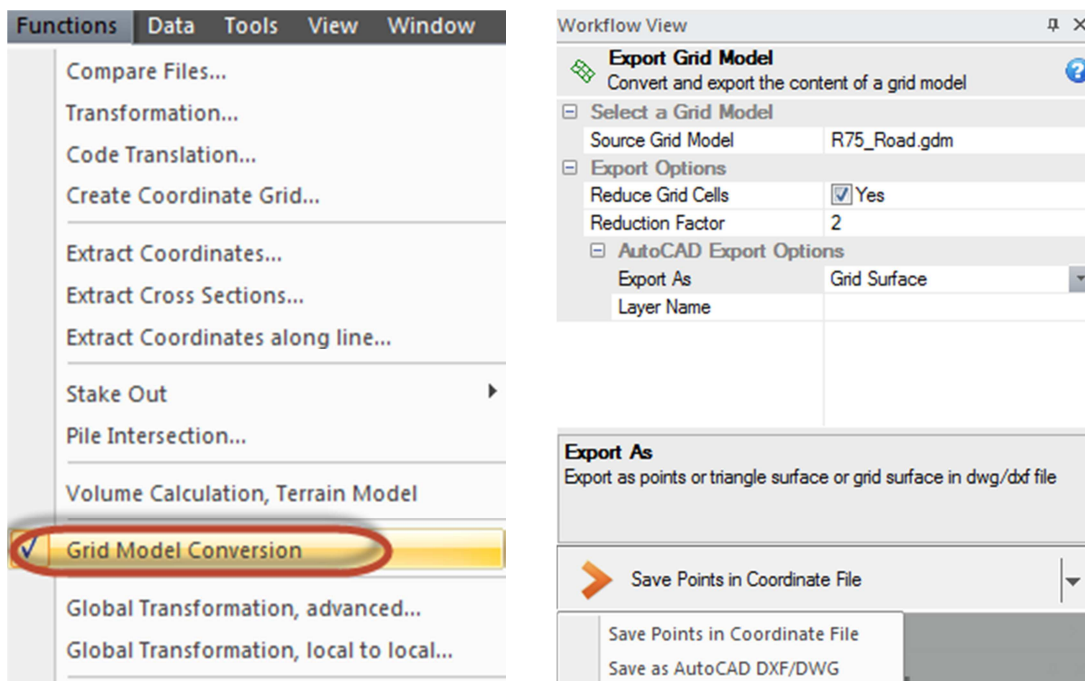 Functions Data Tools View Window
Compare Files...
Transformation...
Code Translation...
Create Coordinate Grid...
Extract Coordinates...
Extract Cross Sections...
Extract Coordinates along line...
Stake Out
Pile Intersection...
Volume Calculation, Terrain Model
Grid Model Conversion
Global Transformation, advanced...
Global Transformation, local to local...
Workflow View
Export Grid Model
Convert and export the content of a grid model
Select a Grid Model
Source Grid Model R75_Road.gdm
Export Options
Reduce Grid Cells Yes
Reduction Factor 2
AutoCAD Export Options
Export As Grid Surface
Layer Name
Export As
Export as points or triangle surface or grid surface in dwg/dxf file
Save Points in Coordinate File
Save Points in Coordinate File
Save as AutoCAD DXF/DWG